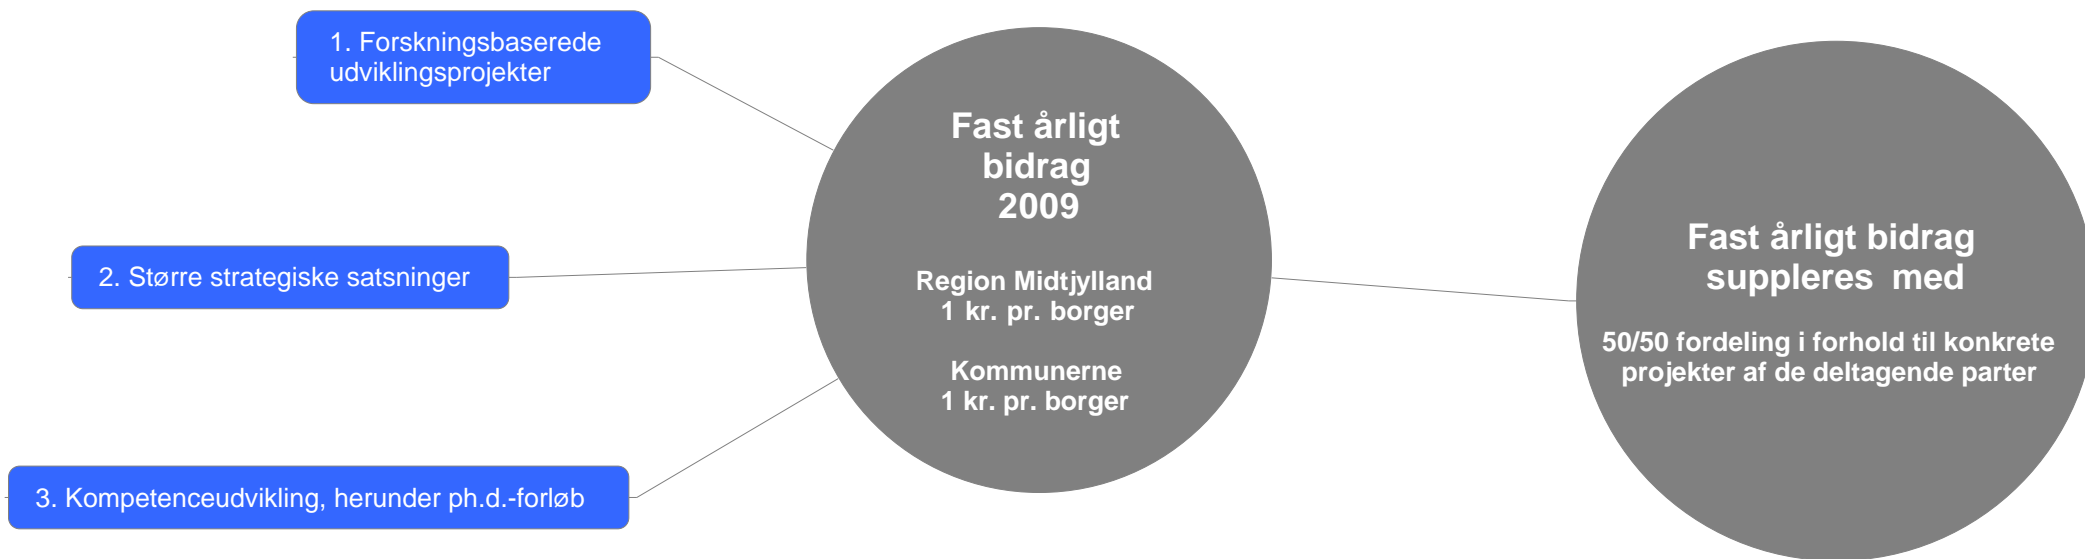 1. Forskningsbaserede
udviklingsprojekter
2. Større strategiske satsninger
3. Kompetenceudvikling, herunder ph.d.-forløb
Fast årligt
bidrag
2009
Region Midtjylland
1 kr. pr. borger
Kommunerne
1 kr. pr. borger
Fast årligt bidrag
suppleres med
50/50 fordeling i forhold til konkrete
projekter af de deltagende parter